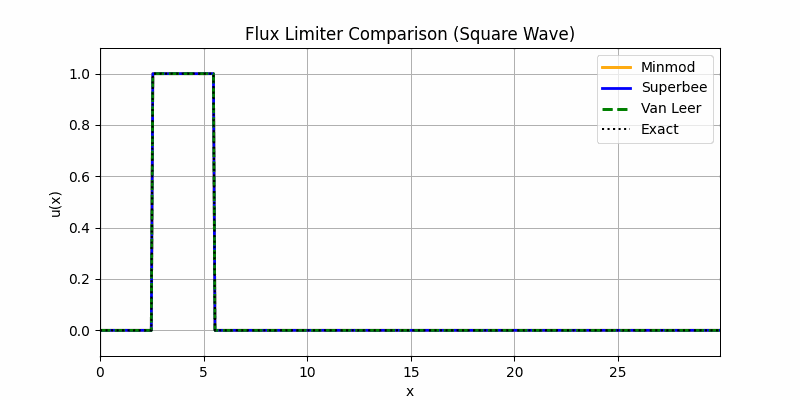 Flux Limiter Comparison (Square Wave)
Minmod
Superbee
Van Leer
Exact
1.0
0.8
0.6
0.4
0.2
0.0
u(x)
0 5 10 15 20 25
x